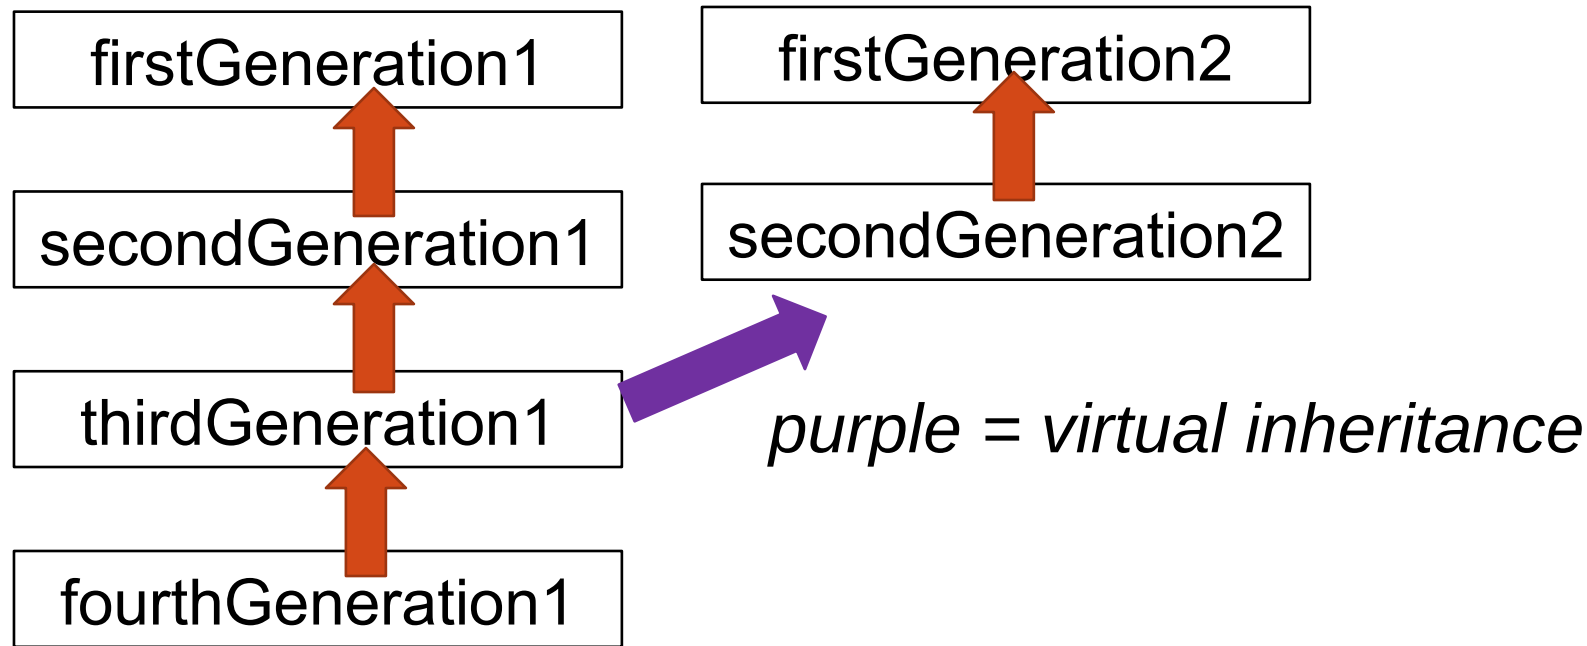 firstGeneration1
firstGeneration2
secondGeneration1
secondGeneration2
thirdGeneration1
purple = virtual inheritance
fourthGeneration1